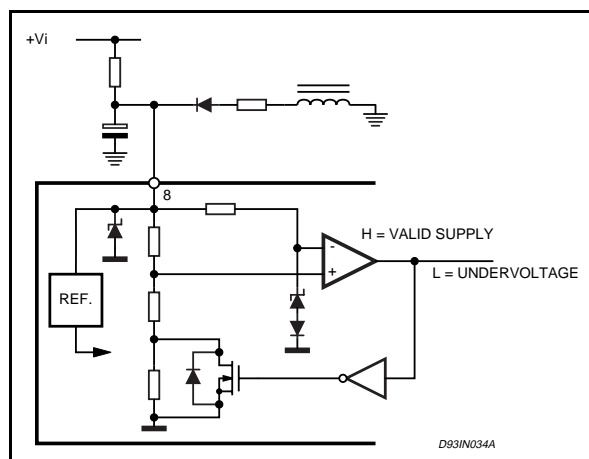 +Vi
8
H = VALID SUPPLY
-
+
L = UNDERVOLTAGE
REF.
D93IN034A